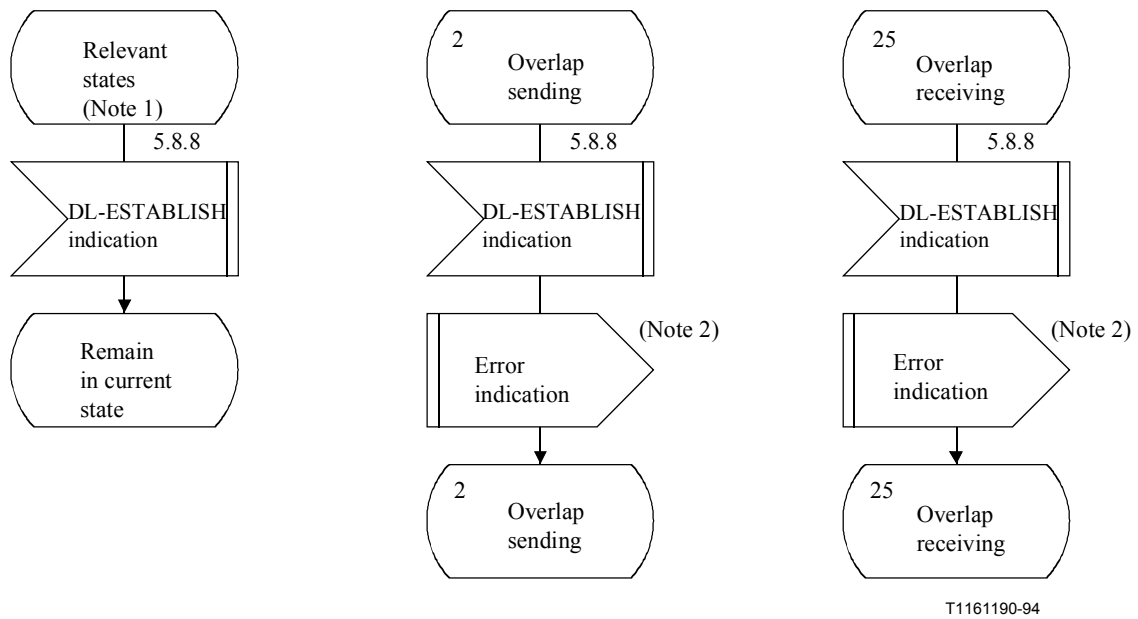 Relevant
states
(Note 1)
5.8.8
DL-ESTABLISH
indication
Remain
in current
state
2
Overlap
sending
5.8.8
DL-ESTABLISH
indication
(Note 2)
Error
indication
2
Overlap
sending
25
Overlap
receiving
5.8.8
DL-ESTABLISH
indication
(Note 2)
Error
indication
25
Overlap
receiving
T1161190-94